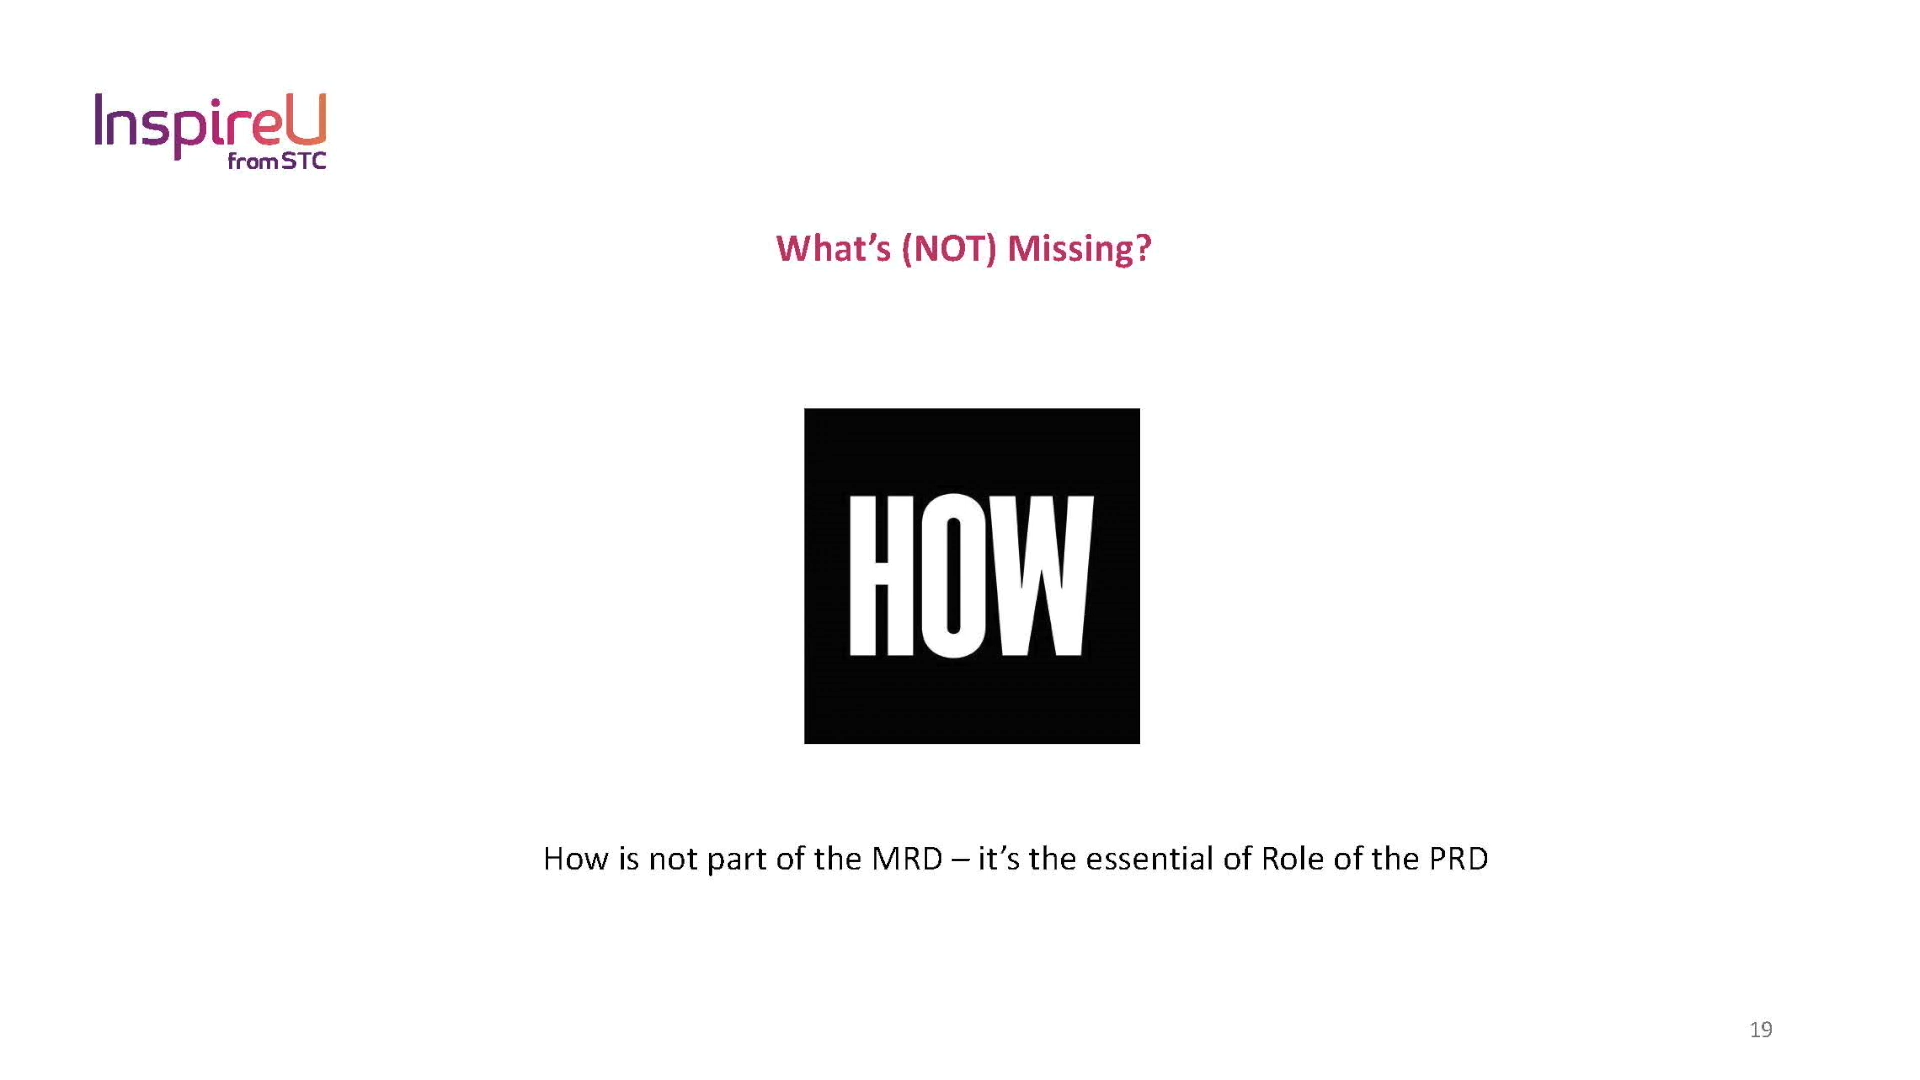 InspireU
from STC
What's (NOT) Missing?
HOW
How is not part of the MRD – it's the essential of Role of the PRD
19